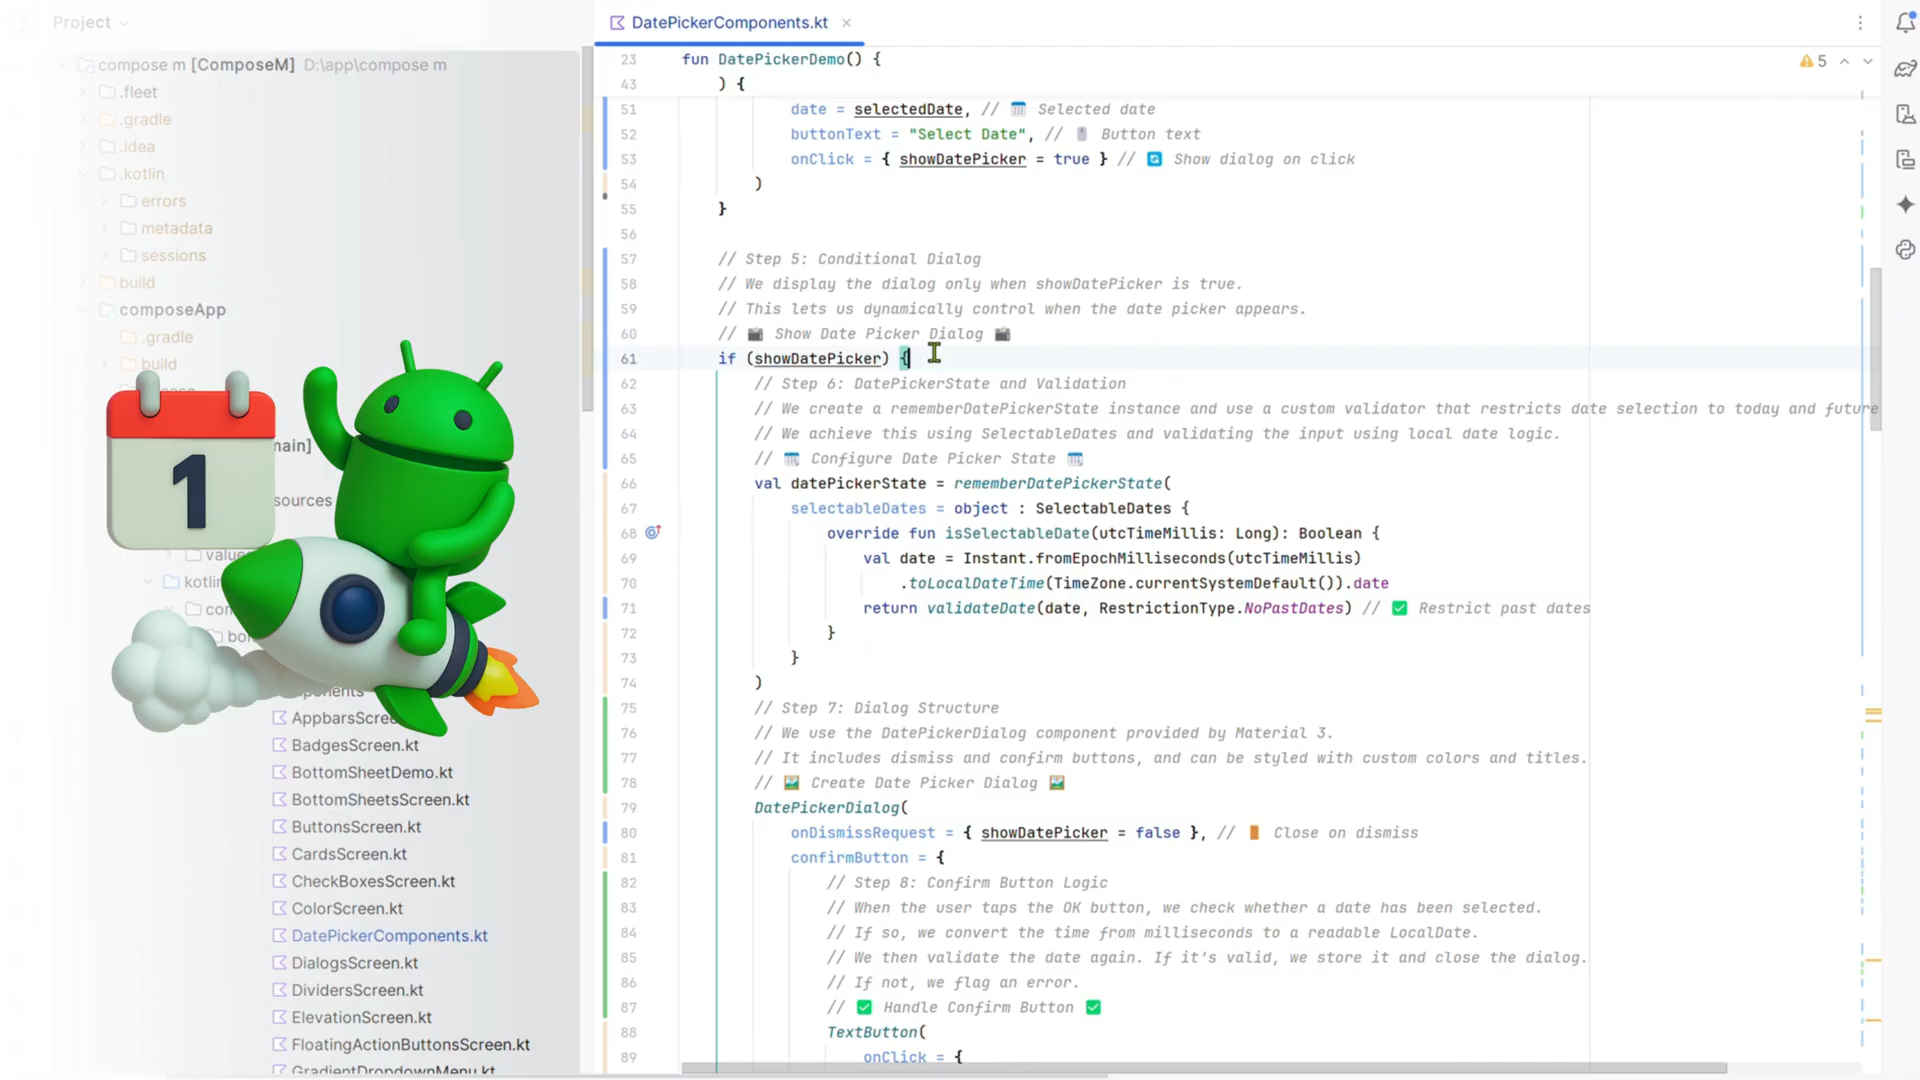 Project
compose m [ComposeM] D:\app\compose m
.fleet
.gradle
.idea
.kotlin
errors
metadata
sessions
build
composeApp
.gradle
build
main]
sources
values
kotlin
com
1
AppbarsScree
BadgesScreen.kt
BottomSheetDemo.kt
BottomSheetsScreen.kt
ButtonsScreen.kt
CardsScreen.kt
CheckBoxesScreen.kt
ColorScreen.kt
DatePickerComponents.kt
DialogsScreen.kt
DividersScreen.kt
ElevationScreen.kt
FloatingActionButtonsScreen.kt
GradientDropdownMenu.kt
DatePickerComponents.kt
5
23 fun DatePickerDemo() {
43 ) {
51 date = selectedDate, // Selected date
52 buttonText = "Select Date", // Button text
53 onClick = { showDatePicker = true } // Show dialog on click
54 )
55 }
56
57 // Step 5: Conditional Dialog
58 // We display the dialog only when showDatePicker is true.
59 // This lets us dynamically control when the date picker appears.
60 // Show Date Picker Dialog
61 if (showDatePicker) {
62 // Step 6: DatePickerState and Validation
63 // We create a rememberDatePickerState instance and use a custom validator that restricts date selection to today and future
64 // We achieve this using SelectableDates and validating the input using local date logic.
65 // Configure Date Picker State
66 val datePickerState = rememberDatePickerState(
67 selectableDates = object : SelectableDates {
68 override fun isSelectableDate(utcTimeMillis: Long): Boolean {
69 val date = Instant.fromEpochMilliseconds(utcTimeMillis)
70 .toLocalDateTime(TimeZone.currentSystemDefault()).date
71 return validateDate(date, RestrictionType.NoPastDates) // ✅ Restrict past dates
72 }
73 }
74 )
75 // Step 7: Dialog Structure
76 // We use the DatePickerDialog component provided by Material 3.
77 // It includes dismiss and confirm buttons, and can be styled with custom colors and titles.
78 // Create Date Picker Dialog
79 DatePickerDialog(
80 onDismissRequest = { showDatePicker = false }, // Close on dismiss
81 confirmButton = {
82 // Step 8: Confirm Button Logic
83 // When the user taps the OK button, we check whether a date has been selected.
84 // If so, we convert the time from milliseconds to a readable LocalDate.
85 // We then validate the date again. If it's valid, we store it and close the dialog.
86 // If not, we flag an error.
87 // ✅ Handle Confirm Button ✅
88 TextButton(
89 onClick = {